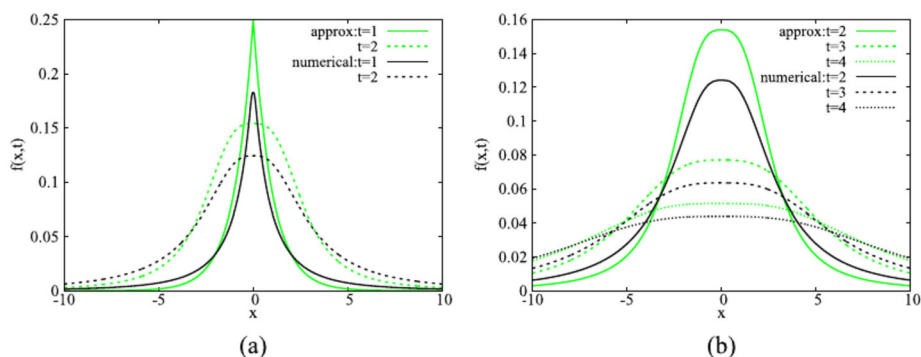 0.25
0.2
0.15
0.1
0.05
0
-10
-5
0
5
10
f(x,t)
x
approx:t=1
t=2
numerical:t=1
t=2
(a)
0.16
0.14
0.12
0.1
0.08
0.06
0.04
0.02
0
-10
-5
0
5
10
f(x,t)
x
approx:t=2
t=3
t=4
numerical:t=2
t=3
t=4
(b)